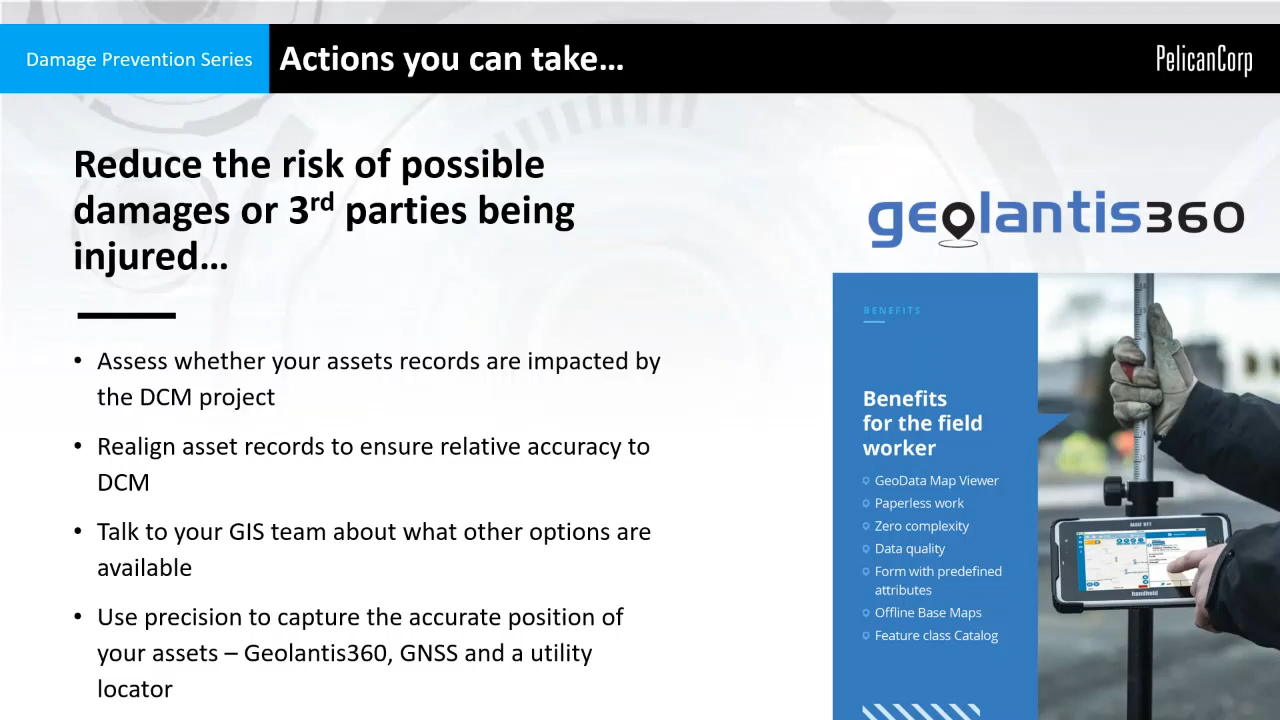 Damage Prevention Series
Actions you can take…
PelicanCorp
Reduce the risk of possible
damages or 3rd parties being
injured…
• Assess whether your assets records are impacted by
the DCM project
• Realign asset records to ensure relative accuracy to
DCM
• Talk to your GIS team about what other options are
available
• Use precision to capture the accurate position of
your assets – Geolantis360, GNSS and a utility
locator
geolantis360
BENEFITS
Benefits
for the field
worker
GeoData Map Viewer
Paperless work
Zero complexity
Data quality
Form with predefined
attributes
Offline Base Maps
Feature class Catalog
handheld